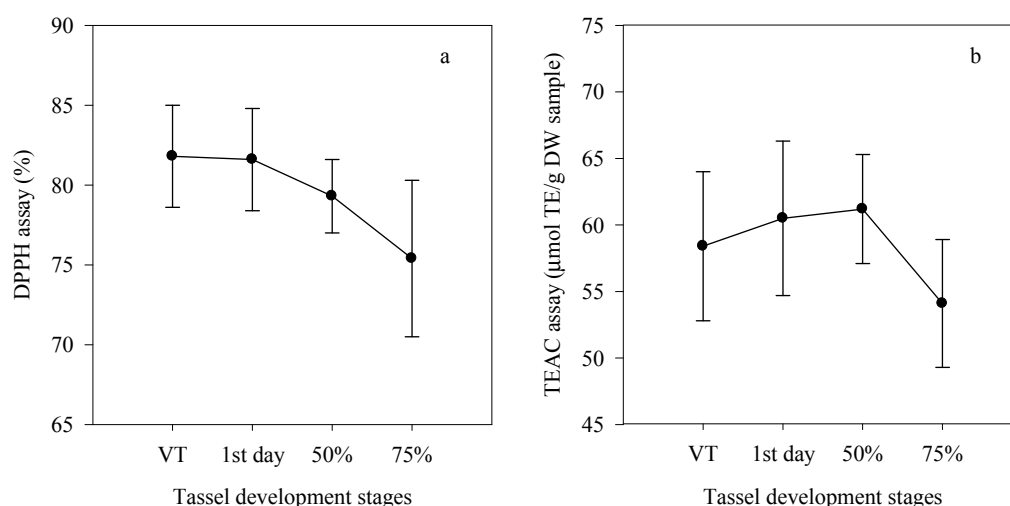 a
DPPH assay (%)
90
85
80
75
70
65
VT 1st day 50% 75%
Tassel development stages
b
TEAC assay (µmol TE/g DW sample)
75
70
65
60
55
50
45
VT 1st day 50% 75%
Tassel development stages